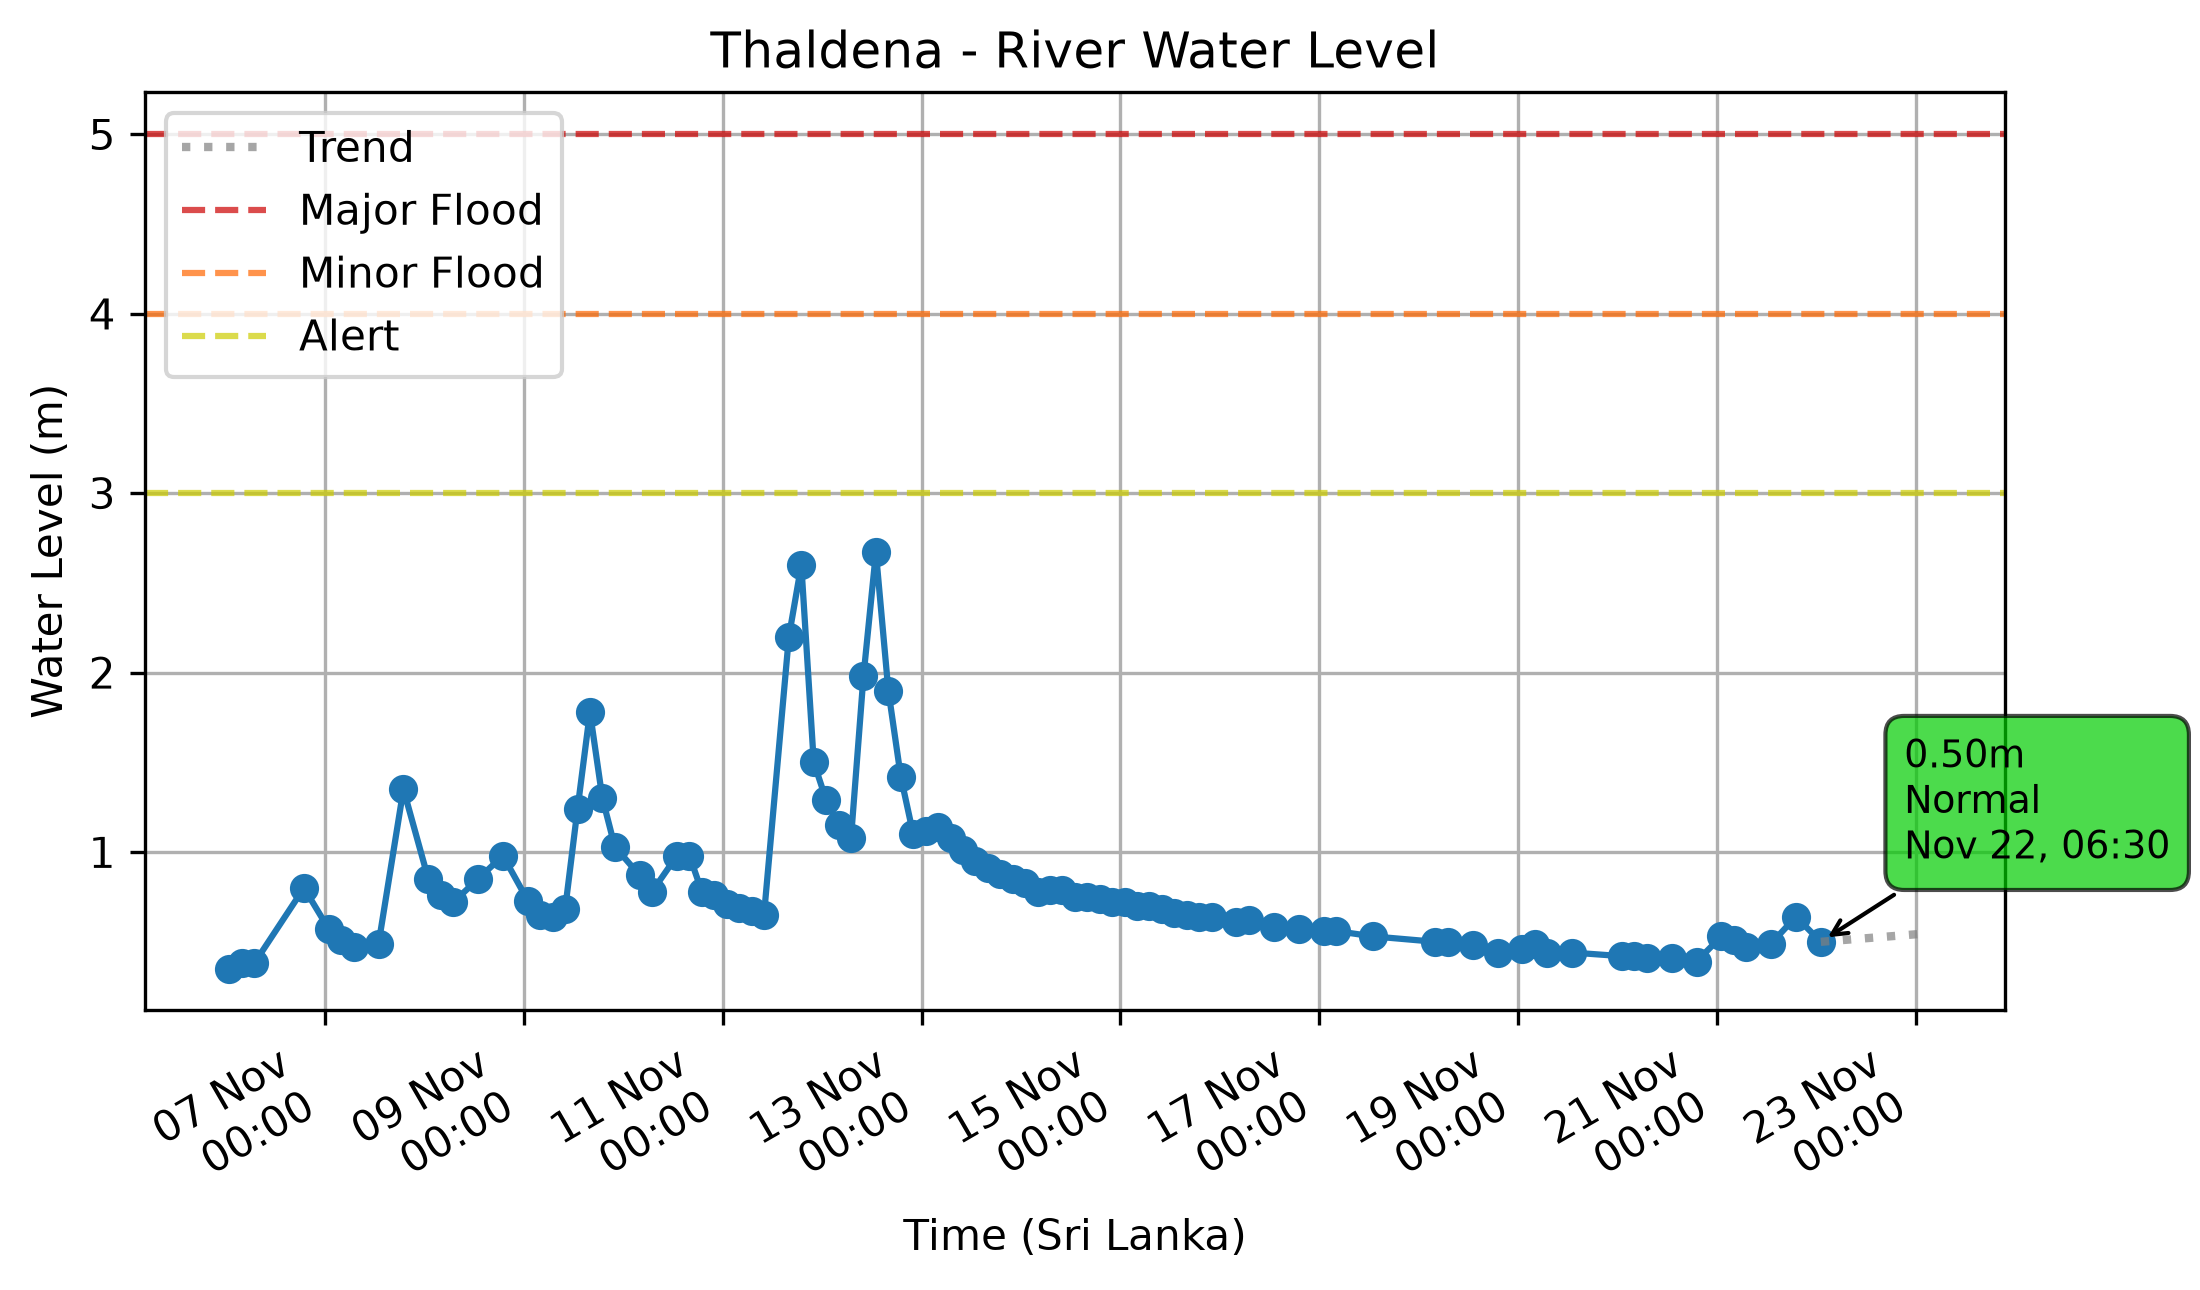 Thaldena - River Water Level
Trend
Major Flood
Minor Flood
Alert
5
4
3
2
1
Water Level (m)
0.50m
Normal
Nov 22, 06:30
07 Nov
00:00
09 Nov
00:00
11 Nov
00:00
13 Nov
00:00
15 Nov
00:00
17 Nov
00:00
19 Nov
00:00
21 Nov
00:00
23 Nov
00:00
Time (Sri Lanka)